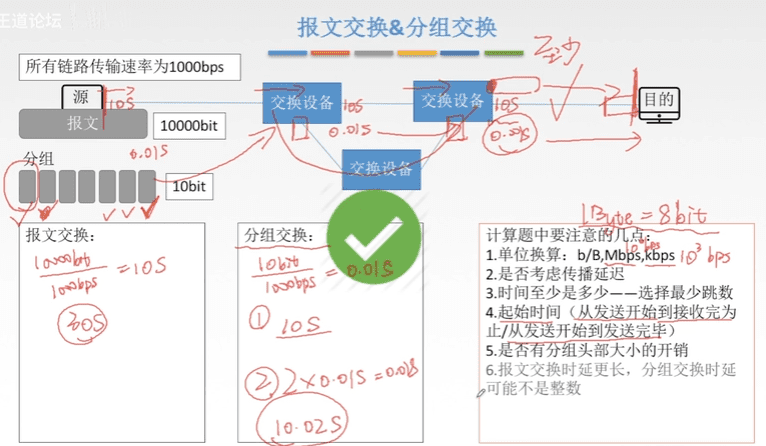 王道论坛
报文交换&分组交换
所有链路传输速率为1000bps
至少
源
10S
交换设备
10S
交换设备
10S
目的
报文
10000bit
0.01S
0.01S
0.01S
分组
交换设备
10bit
1Byte = 8bit
报文交换：
10000bit
1000bps
=10S
30S
分组交换：
10bit
1000bps
=0.01S
① 10S
② 2×0.01S=0.02S
10.02S
计算题中要注意的几点：
10⁶bps
1.单位换算：b/B,Mbps,kbps 10³bps
2.是否考虑传播延迟
3.时间至少是多少——选择最少跳数
4.起始时间（从发送开始到接收完为
止/从发送开始到发送完毕）
5.是否有分组头部大小的开销
6.报文交换时延更长，分组交换时延
可能不是整数